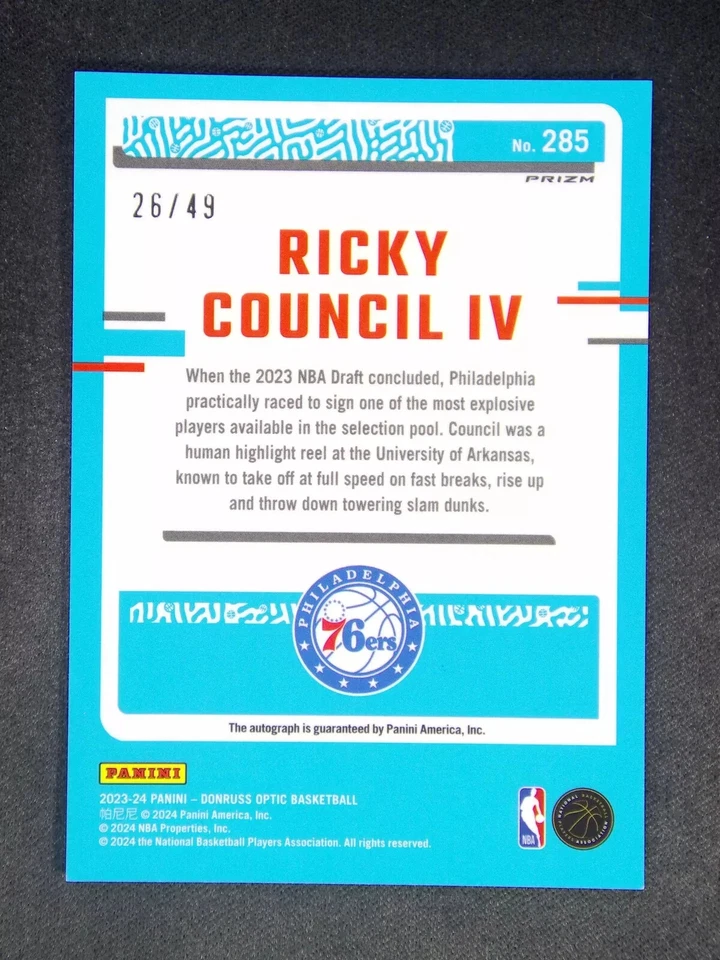 No. 285
PRIZM
26/49
RICKY
COUNCIL IV
When the 2023 NBA Draft concluded, Philadelphia
practically raced to sign one of the most explosive
players available in the selection pool. Council was a
human highlight reel at the University of Arkansas,
known to take off at full speed on fast breaks, rise up
and throw down towering slam dunks.
PHILADELPHIA
76ers
The autograph is guaranteed by Panini America, Inc.
PANINI
2023-24 PANINI – DONRUSS OPTIC BASKETBALL
帕尼尼 © 2024 Panini America, Inc.
© 2024 NBA Properties, Inc.
© 2024 the National Basketball Players Association. All rights reserved.
NBA
NATIONAL BASKETBALL
PLAYERS ASSOCIATION